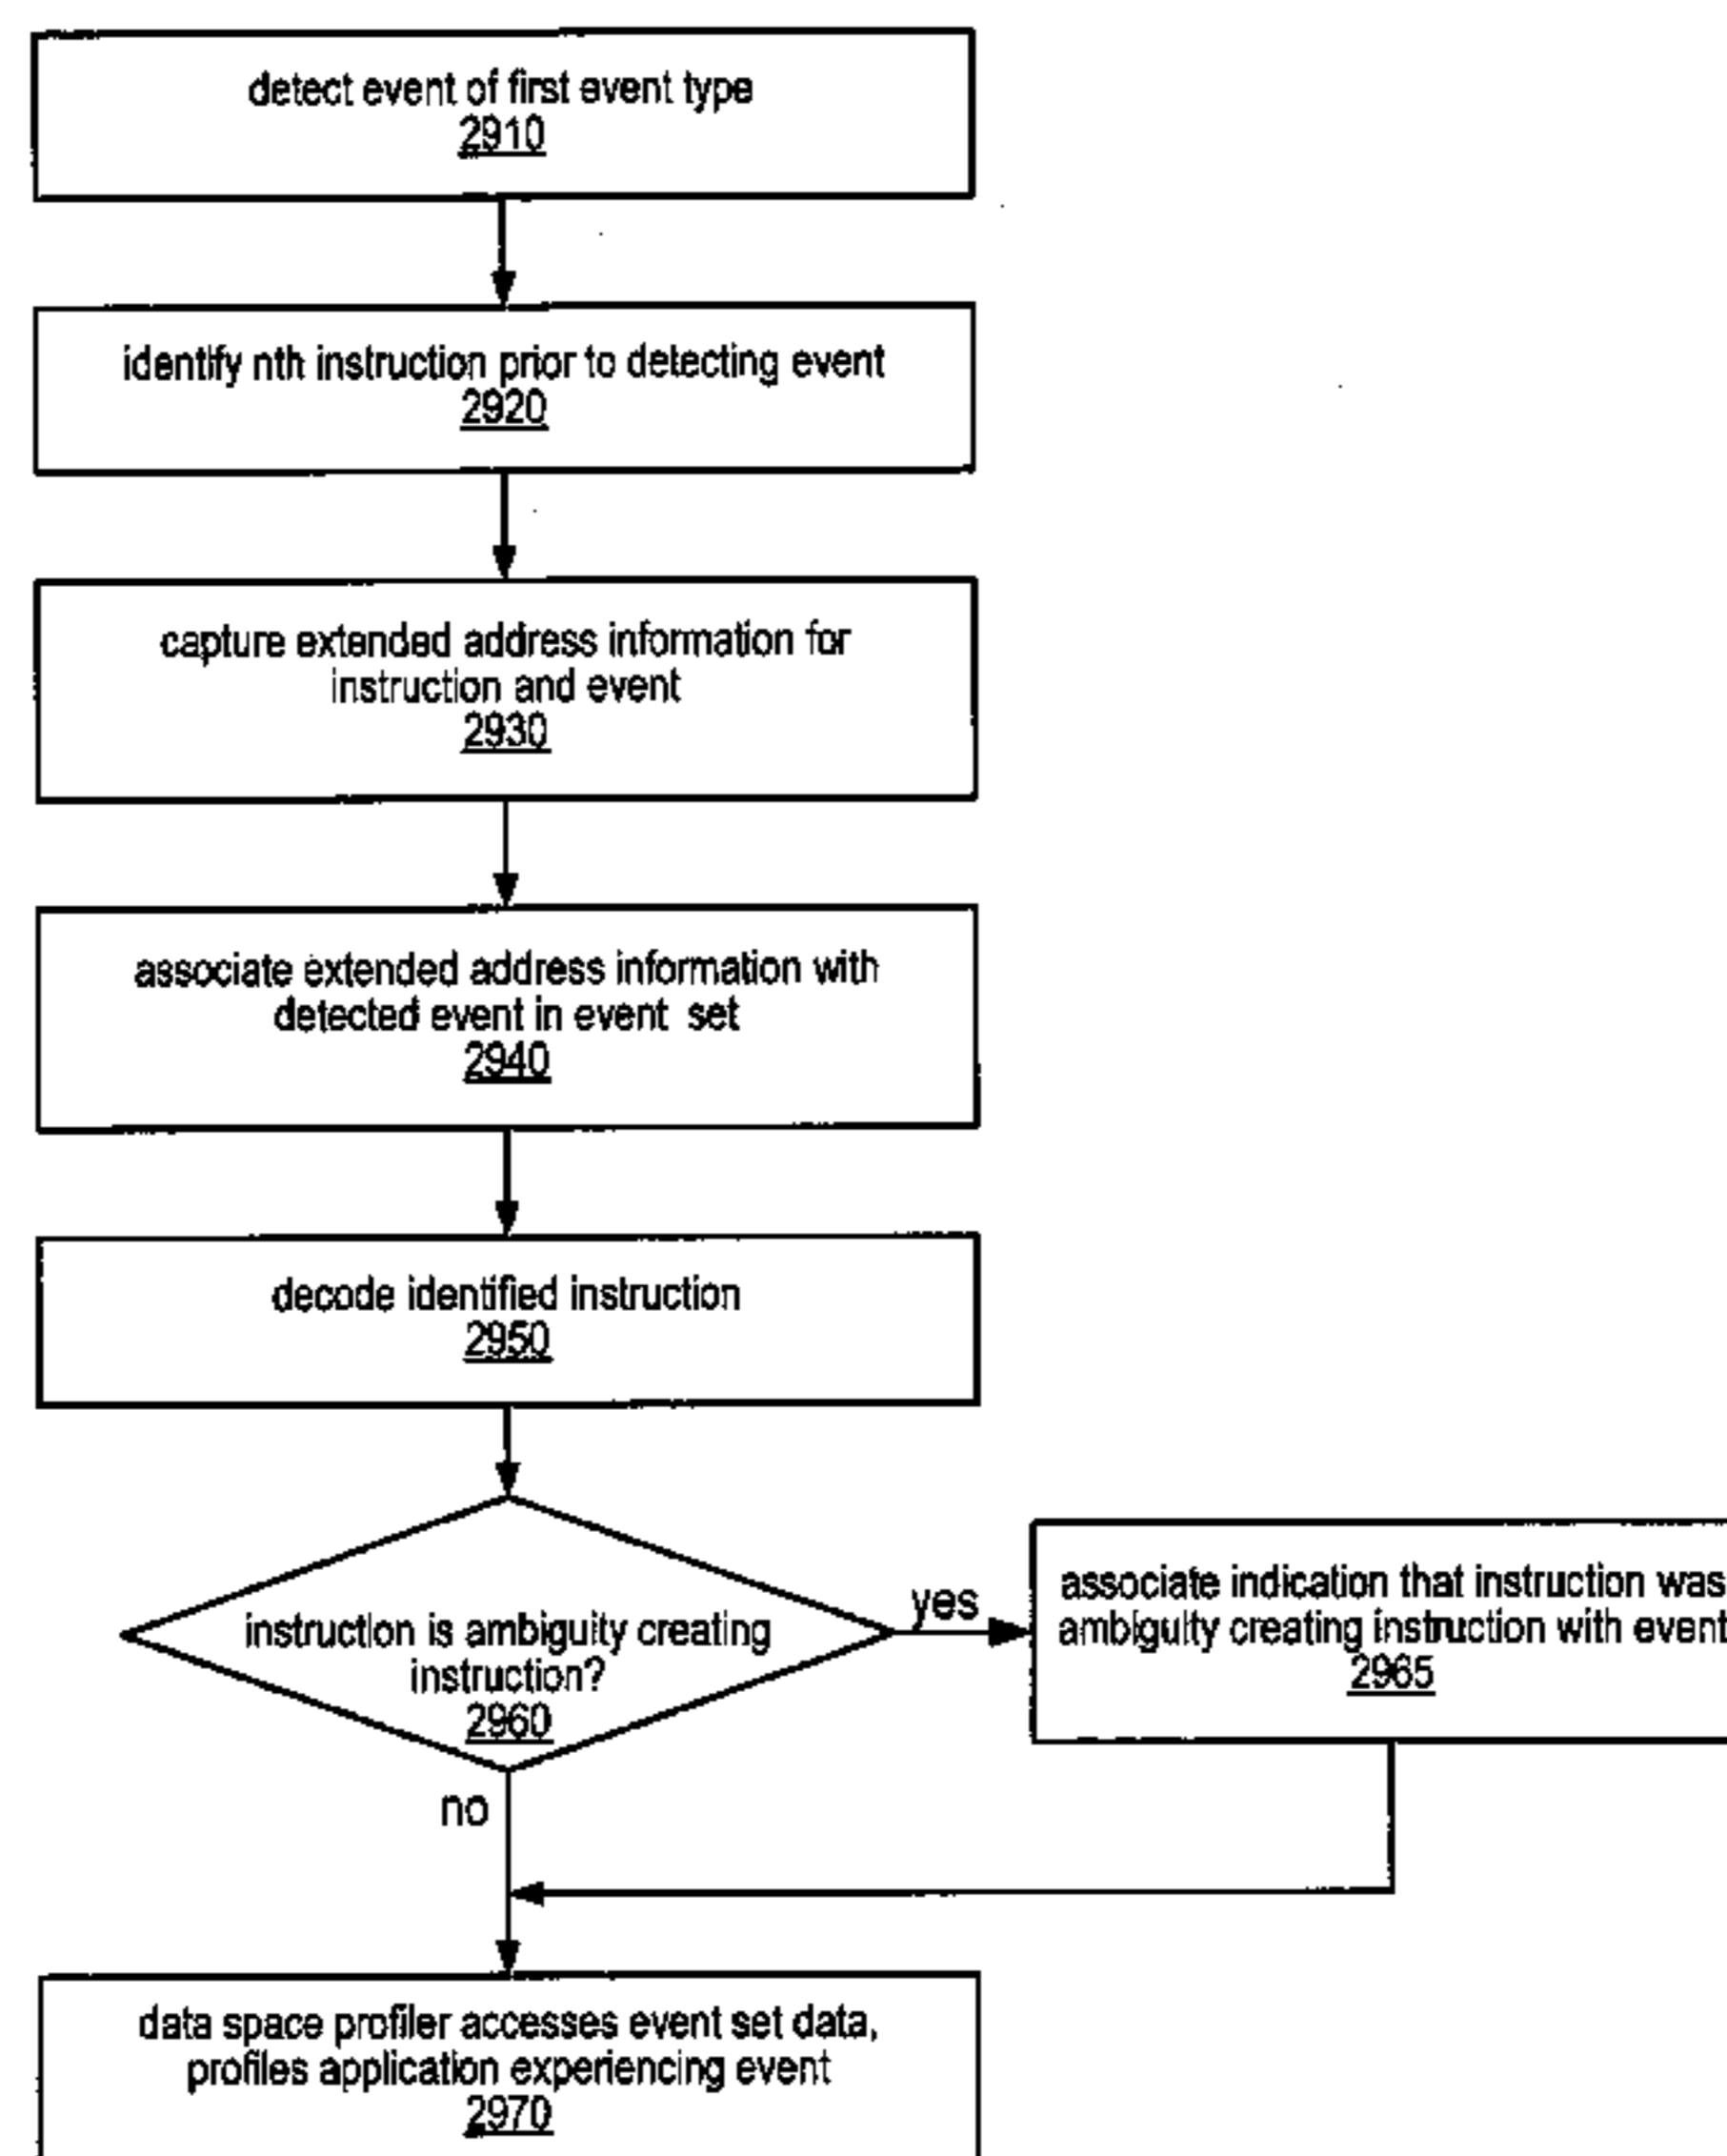 detect event of first event type
2910
identify nth instruction prior to detecting event
2920
capture extended address information for
instruction and event
2930
associate extended address information with
detected event in event set
2940
decode identified instruction
2950
instruction is ambiguity creating
instruction?
2960
yes
associate indication that instruction was
ambiguity creating instruction with event
2965
no
data space profiler accesses event set data,
profiles application experiencing event
2970